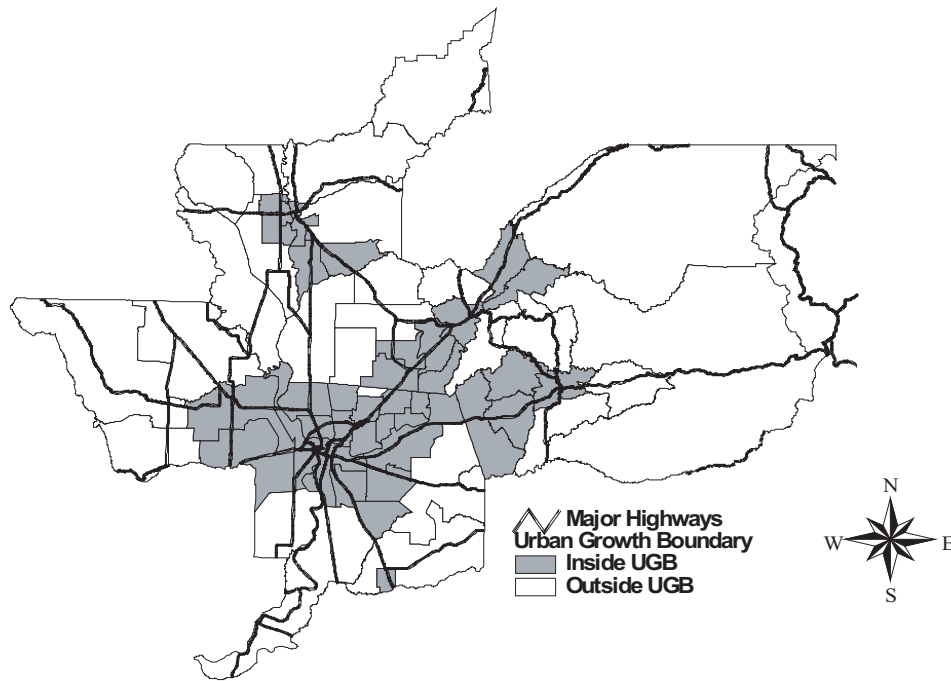 N
W E
S
Major Highways
Urban Growth Boundary
Inside UGB
Outside UGB